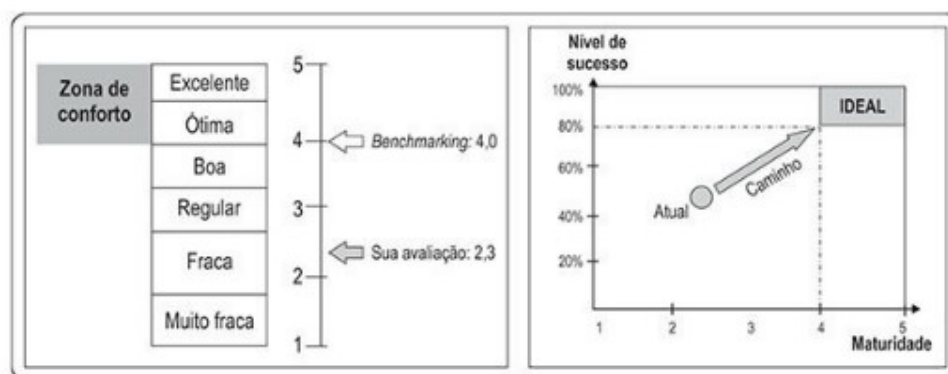 Zona de
conforto
Excelente
Ótima
Boa
Regular
Fraca
Muito fraca
5
4
3
2
1
Benchmarking: 4,0
Sua avaliação: 2,3
Nível de
sucesso
100%
80%
60%
40%
20%
IDEAL
Caminho
Atual
1 2 3 4 5
Maturidade